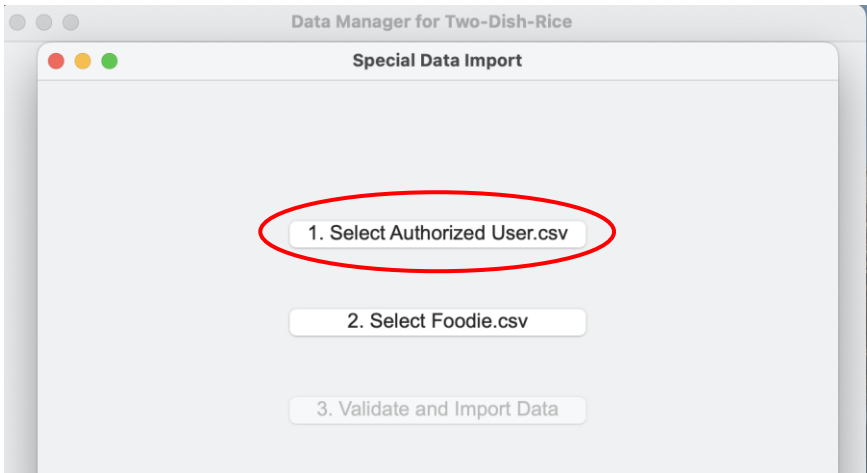 Data Manager for Two-Dish-Rice
Special Data Import
1. Select Authorized User.csv
2. Select Foodie.csv
3. Validate and Import Data